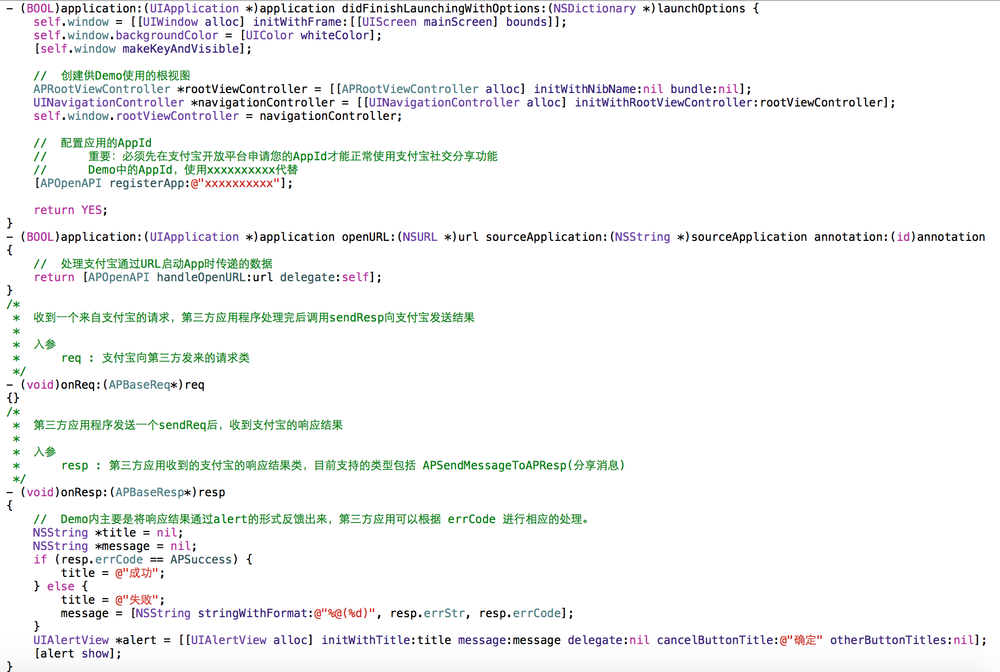 - (BOOL)application:(UIApplication *)application didFinishLaunchingWithOptions:(NSDictionary *)launchOptions {
    self.window = [[UIWindow alloc] initWithFrame:[[UIScreen mainScreen] bounds]];
    self.window.backgroundColor = [UIColor whiteColor];
    [self.window makeKeyAndVisible];

    //  创建供Demo使用的根视图
    APRootViewController *rootViewController = [[APRootViewController alloc] initWithNibName:nil bundle:nil];
    UINavigationController *navigationController = [[UINavigationController alloc] initWithRootViewController:rootViewController];
    self.window.rootViewController = navigationController;

    //  配置应用的AppId
    //      重要：必须先在支付宝开放平台申请您的AppId才能正常使用支付宝社交分享功能
    //      Demo中的AppId，使用xxxxxxxxxx代替
    [APOpenAPI registerApp:@"xxxxxxxxxx"];

    return YES;
}
- (BOOL)application:(UIApplication *)application openURL:(NSURL *)url sourceApplication:(NSString *)sourceApplication annotation:(id)annotation
{
    //  处理支付宝通过URL启动App时传递的数据
    return [APOpenAPI handleOpenURL:url delegate:self];
}
/*
 *  收到一个来自支付宝的请求，第三方应用程序处理完后调用sendResp向支付宝发送结果
 *
 *  入参
 *      req : 支付宝向第三方发来的请求类
 */
- (void)onReq:(APBaseReq*)req
{}
/*
 *  第三方应用程序发送一个sendReq后，收到支付宝的响应结果
 *
 *  入参
 *      resp : 第三方应用收到的支付宝的响应结果类，目前支持的类型包括 APSendMessageToAPResp(分享消息)
 */
- (void)onResp:(APBaseResp*)resp
{
    //  Demo内主要是将响应结果通过alert的形式反馈出来，第三方应用可以根据 errCode 进行相应的处理。
    NSString *title = nil;
    NSString *message = nil;
    if (resp.errCode == APSuccess) {
        title = @"成功";
    } else {
        title = @"失败";
        message = [NSString stringWithFormat:@"%@(%d)", resp.errStr, resp.errCode];
    }
    UIAlertView *alert = [[UIAlertView alloc] initWithTitle:title message:message delegate:nil cancelButtonTitle:@"确定" otherButtonTitles:nil];
    [alert show];
}